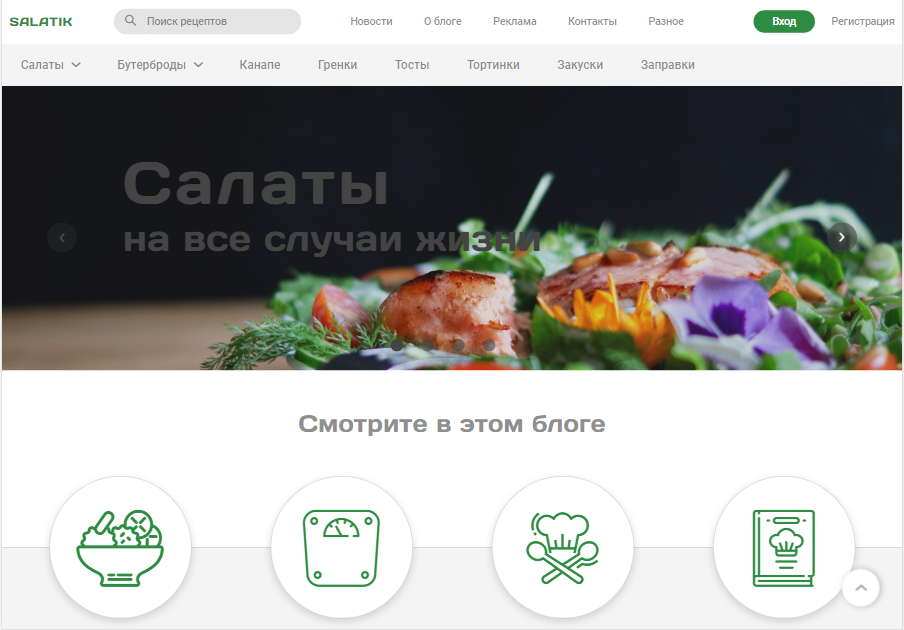 SALATIK
Поиск рецептов
Новости
О блоге
Реклама
Контакты
Разное
Вход
Регистрация
Салаты
Бутерброды
Канапе
Гренки
Тосты
Тортинки
Закуски
Заправки
Салаты
на все случаи жизни
Смотрите в этом блоге